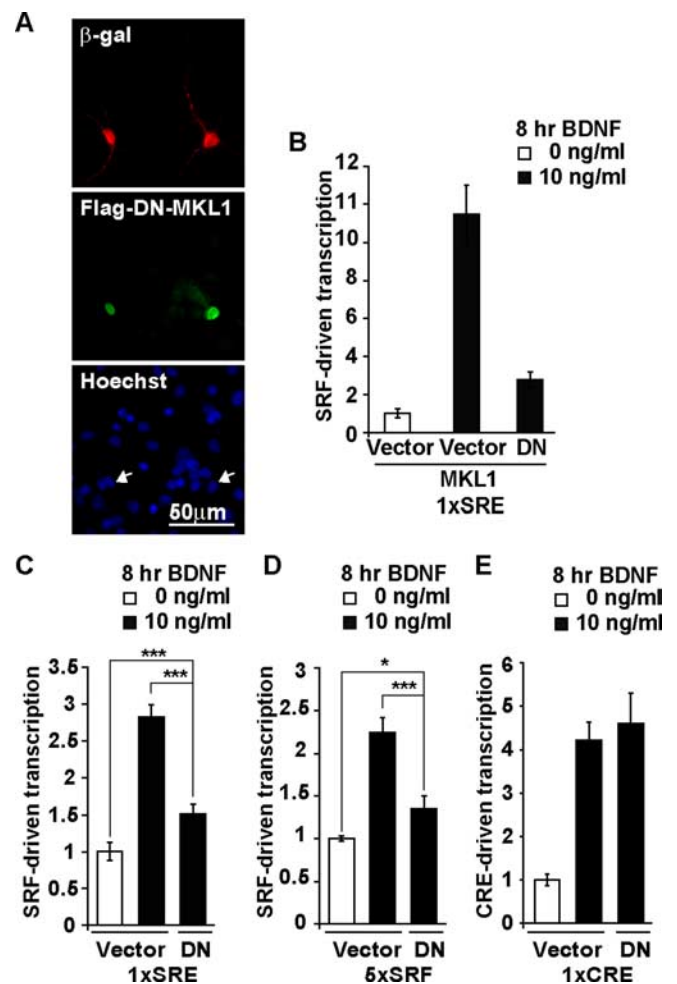 A
β-gal
Flag-DN-MKL1
Hoechst
50μm
B
8 hr BDNF
0 ng/ml
10 ng/ml
SRF-driven transcription
12
10
8
6
4
2
0
Vector Vector DN
MKL1
1xSRE
C
8 hr BDNF
0 ng/ml
10 ng/ml
SRF-driven transcription
3.5
3
2.5
2
1.5
1
0.5
0
***
***
Vector DN
1xSRE
D
8 hr BDNF
0 ng/ml
10 ng/ml
SRF-driven transcription
3
2.5
2
1.5
1
0.5
0
*
***
Vector DN
5xSRF
E
8 hr BDNF
0 ng/ml
10 ng/ml
CRE-driven transcription
6
5
4
3
2
1
0
Vector DN
1xCRE